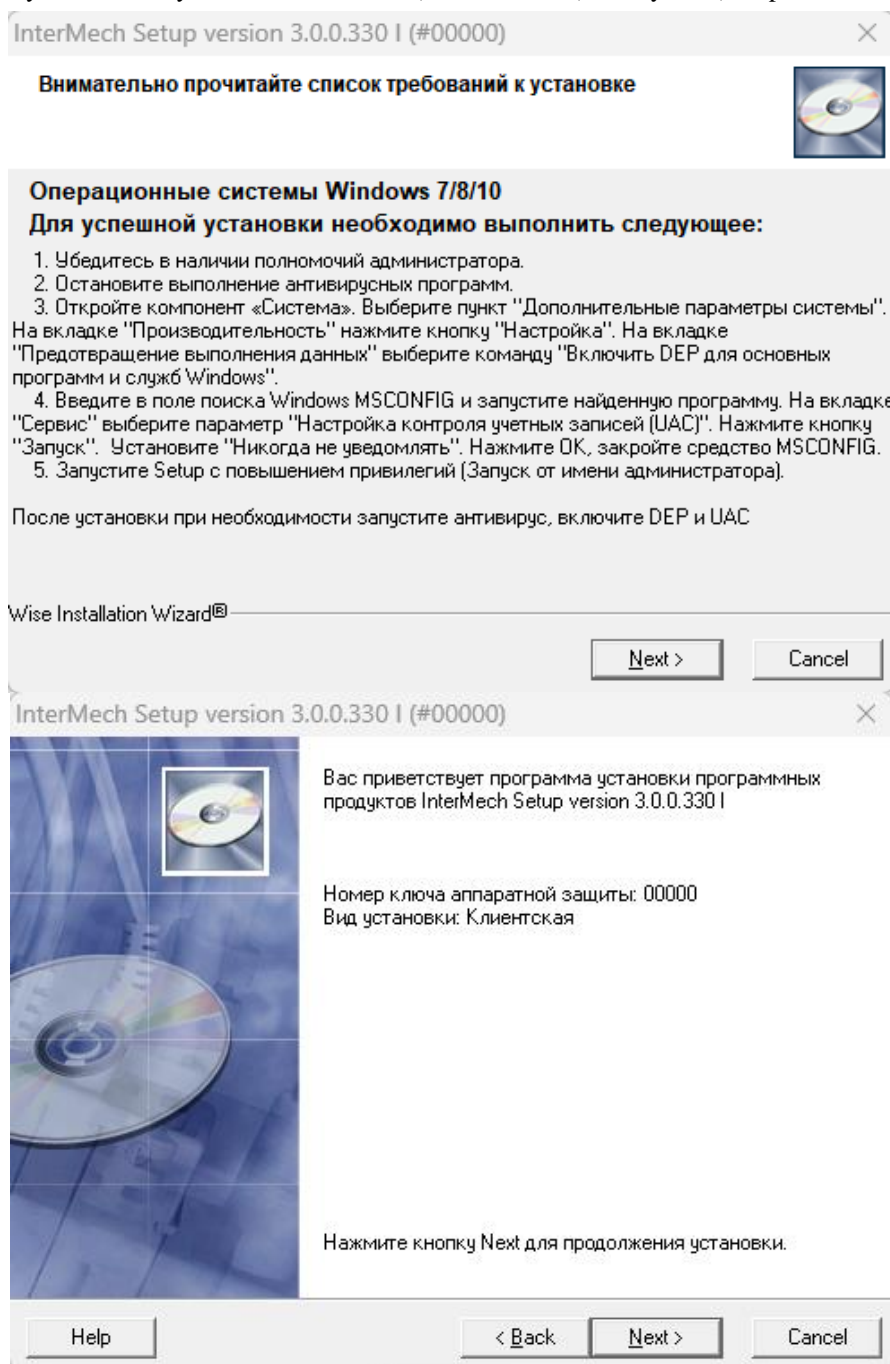 InterMech Setup version 3.0.0.330 I (#00000)
Внимательно прочитайте список требований к установке
Операционные системы Windows 7/8/10
Для успешной установки необходимо выполнить следующее:
1. Убедитесь в наличии полномочий администратора.
2. Остановите выполнение антивирусных программ.
3. Откройте компонент «Система». Выберите пункт "Дополнительные параметры системы".
На вкладке "Производительность" нажмите кнопку "Настройка". На вкладке
"Предотвращение выполнения данных" выберите команду "Включить DEP для основных
программ и служб Windows".
4. Введите в поле поиска Windows MSCONFIG и запустите найденную программу. На вкладке
"Сервис" выберите параметр "Настройка контроля учетных записей (UAC)". Нажмите кнопку
"Запуск". Установите "Никогда не уведомлять". Нажмите ОК, закройте средство MSCONFIG.
5. Запустите Setup с повышением привилегий (Запуск от имени администратора).
После установки при необходимости запустите антивирус, включите DEP и UAC
Wise Installation Wizard®
Next >
Cancel
InterMech Setup version 3.0.0.330 I (#00000)
Вас приветствует программа установки программных
продуктов InterMech Setup version 3.0.0.330 I
Номер ключа аппаратной защиты: 00000
Вид установки: Клиентская
Нажмите кнопку Next для продолжения установки.
Help
< Back
Next >
Cancel